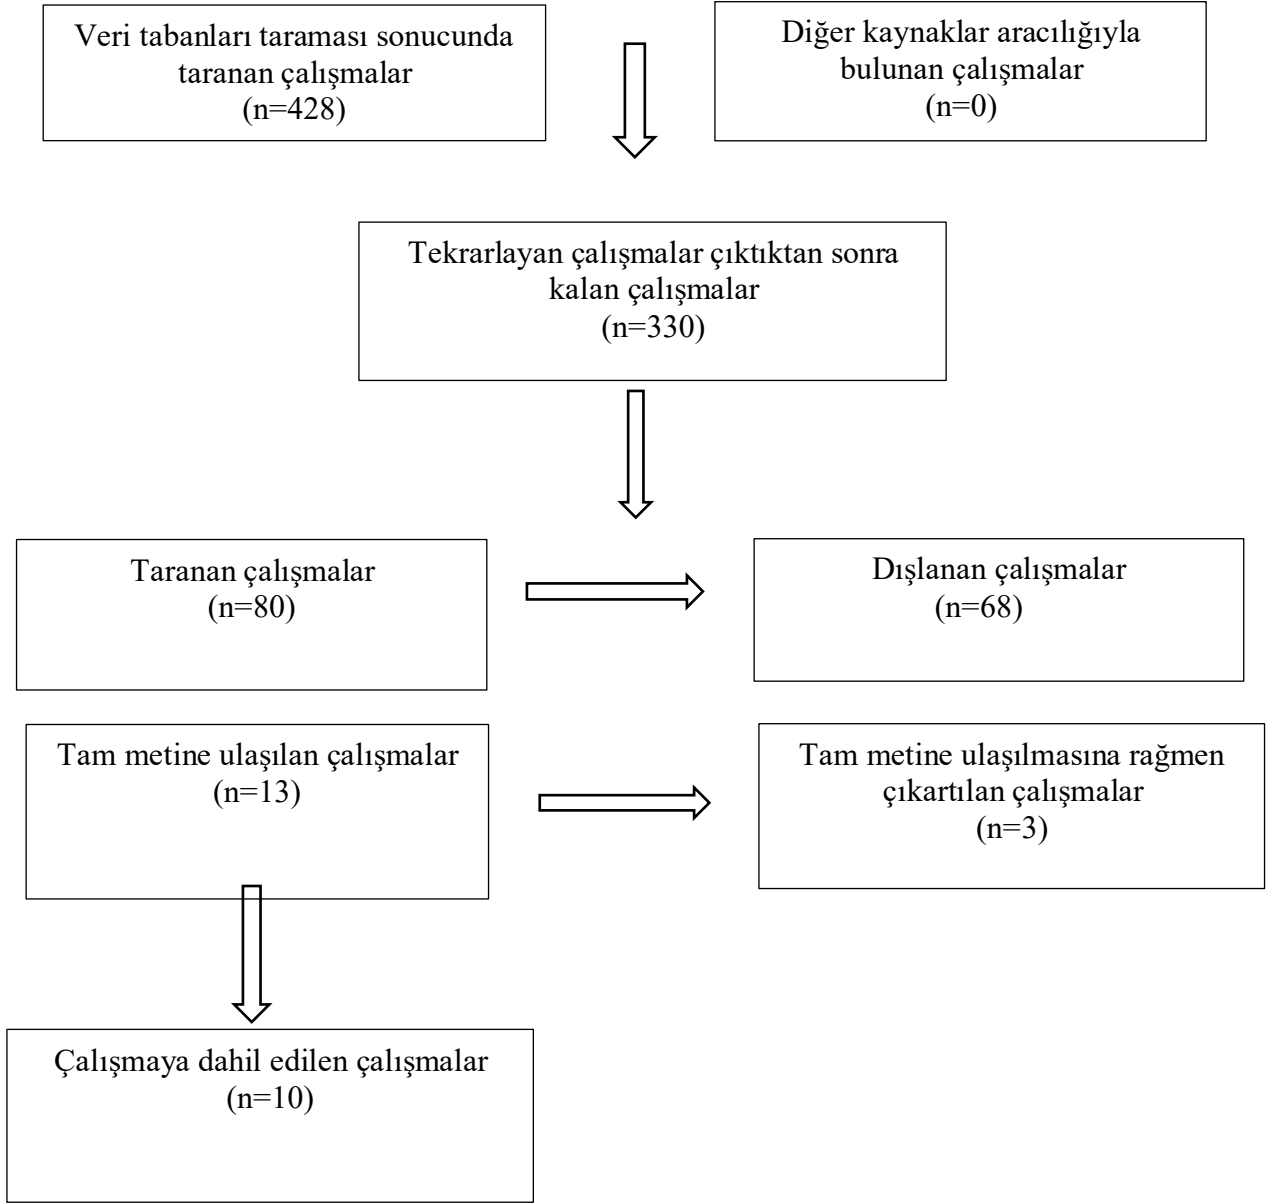 Veri tabanları taraması sonucunda
taranan çalışmalar
(n=428)
Diğer kaynaklar aracılığıyla
bulunan çalışmalar
(n=0)
Tekrarlayan çalışmalar çıktıktan sonra
kalan çalışmalar
(n=330)
Taranan çalışmalar
(n=80)
Dışlanan çalışmalar
(n=68)
Tam metine ulaşılan çalışmalar
(n=13)
Tam metine ulaşılmasına rağmen
çıkartılan çalışmalar
(n=3)
Çalışmaya dahil edilen çalışmalar
(n=10)